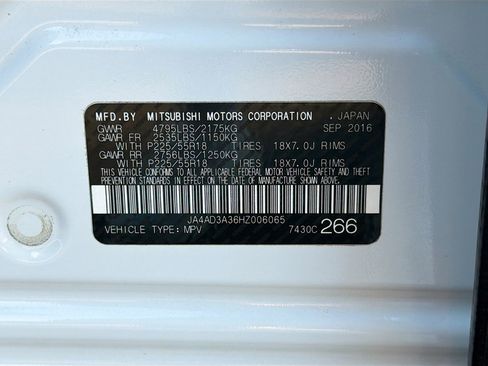 MFD.BY MITSUBISHI MOTORS CORPORATION . JAPAN
GVWR 4795LBS/2175KG SEP 2016
GAWR FR 2535LBS/1150KG
WITH P225/55R18 TIRES 18X7.0J RIMS
GAWR RR 2756LBS/1250KG
WITH P225/55R18 TIRES 18X7.0J RIMS
THIS VEHICLE CONFORMS TO ALL APPLICABLE FEDERAL MOTOR VEHICLE SAFETY AND THEFT
PREVENTION STANDARDS IN EFFECT ON THE DATE OF MANUFACTURE SHOWN ABOVE.
JA4AD3A36HZ006065
VEHICLE TYPE: MPV 7430C 266